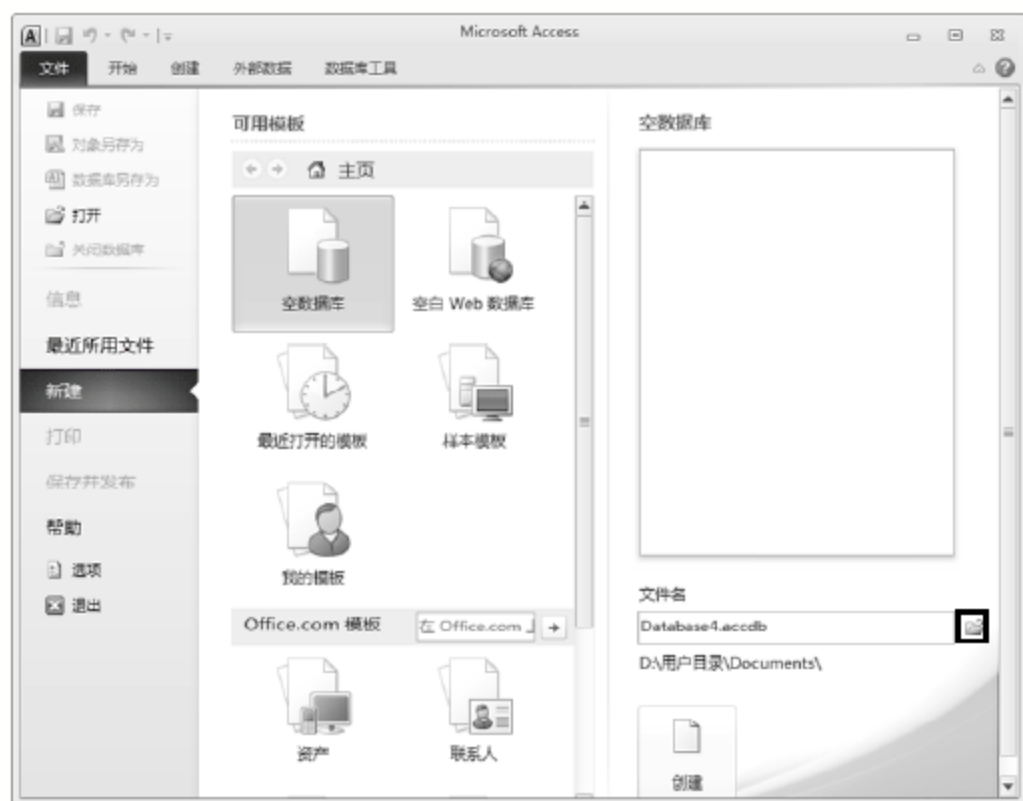 Microsoft Access
文件 开始 创建 外部数据 数据库工具
保存
对象另存为
数据库另存为
打开
关闭数据库
信息
最近所用文件
新建
打印
保存并发布
帮助
选项
退出
可用模板
主页
空数据库
空白 Web 数据库
最近打开的模板
样本模板
我的模板
Office.com 模板
在 Office.com 上
资产
联系人
空数据库
文件名
Database4.accdb
D:\用户目录\Documents\
创建